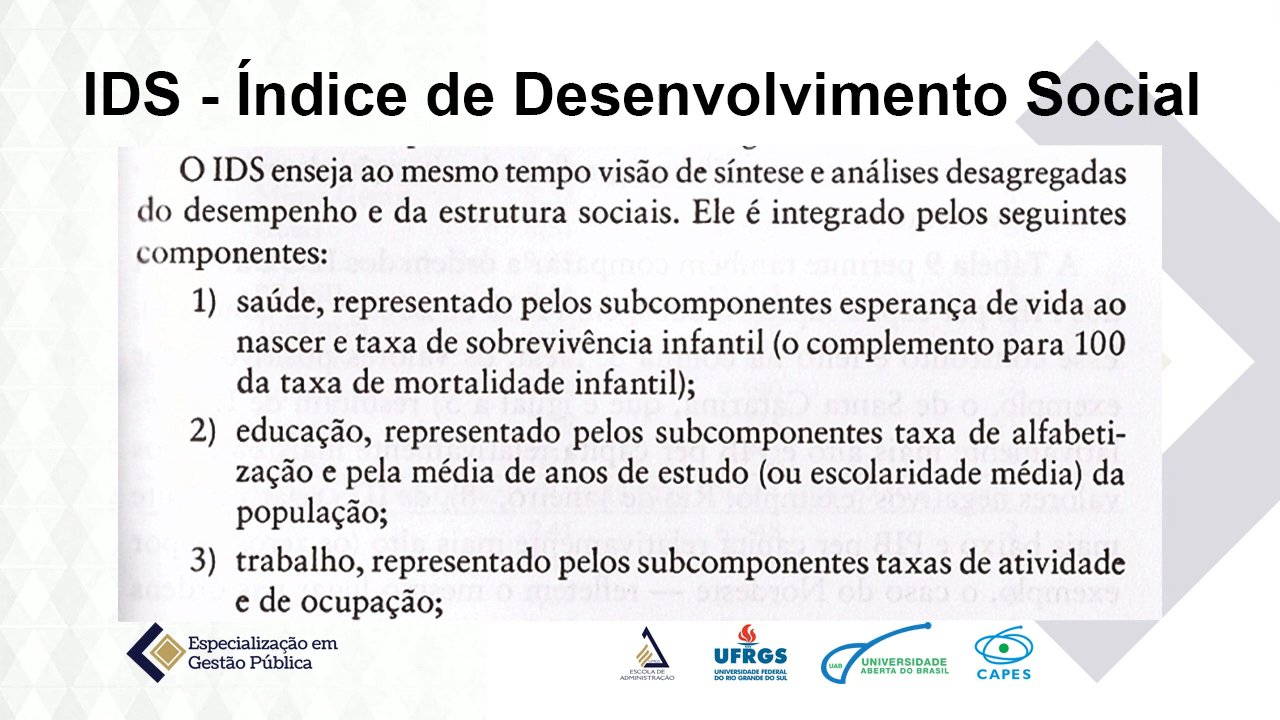 IDS - Índice de Desenvolvimento Social
O IDS enseja ao mesmo tempo visão de síntese e análises desagregadas
do desempenho e da estrutura sociais. Ele é integrado pelos seguintes
componentes:
1) saúde, representado pelos subcomponentes esperança de vida ao
nascer e taxa de sobrevivência infantil (o complemento para 100
da taxa de mortalidade infantil);
2) educação, representado pelos subcomponentes taxa de alfabeti-
zação e pela média de anos de estudo (ou escolaridade média) da
população;
3) trabalho, representado pelos subcomponentes taxas de atividade
e de ocupação;
Especialização em
Gestão Pública
ESCOLA DE
ADMINISTRAÇÃO
UFRGS
UNIVERSIDADE FEDERAL
DO RIO GRANDE DO SUL
UAB
UNIVERSIDADE
ABERTA DO BRASIL
CAPES